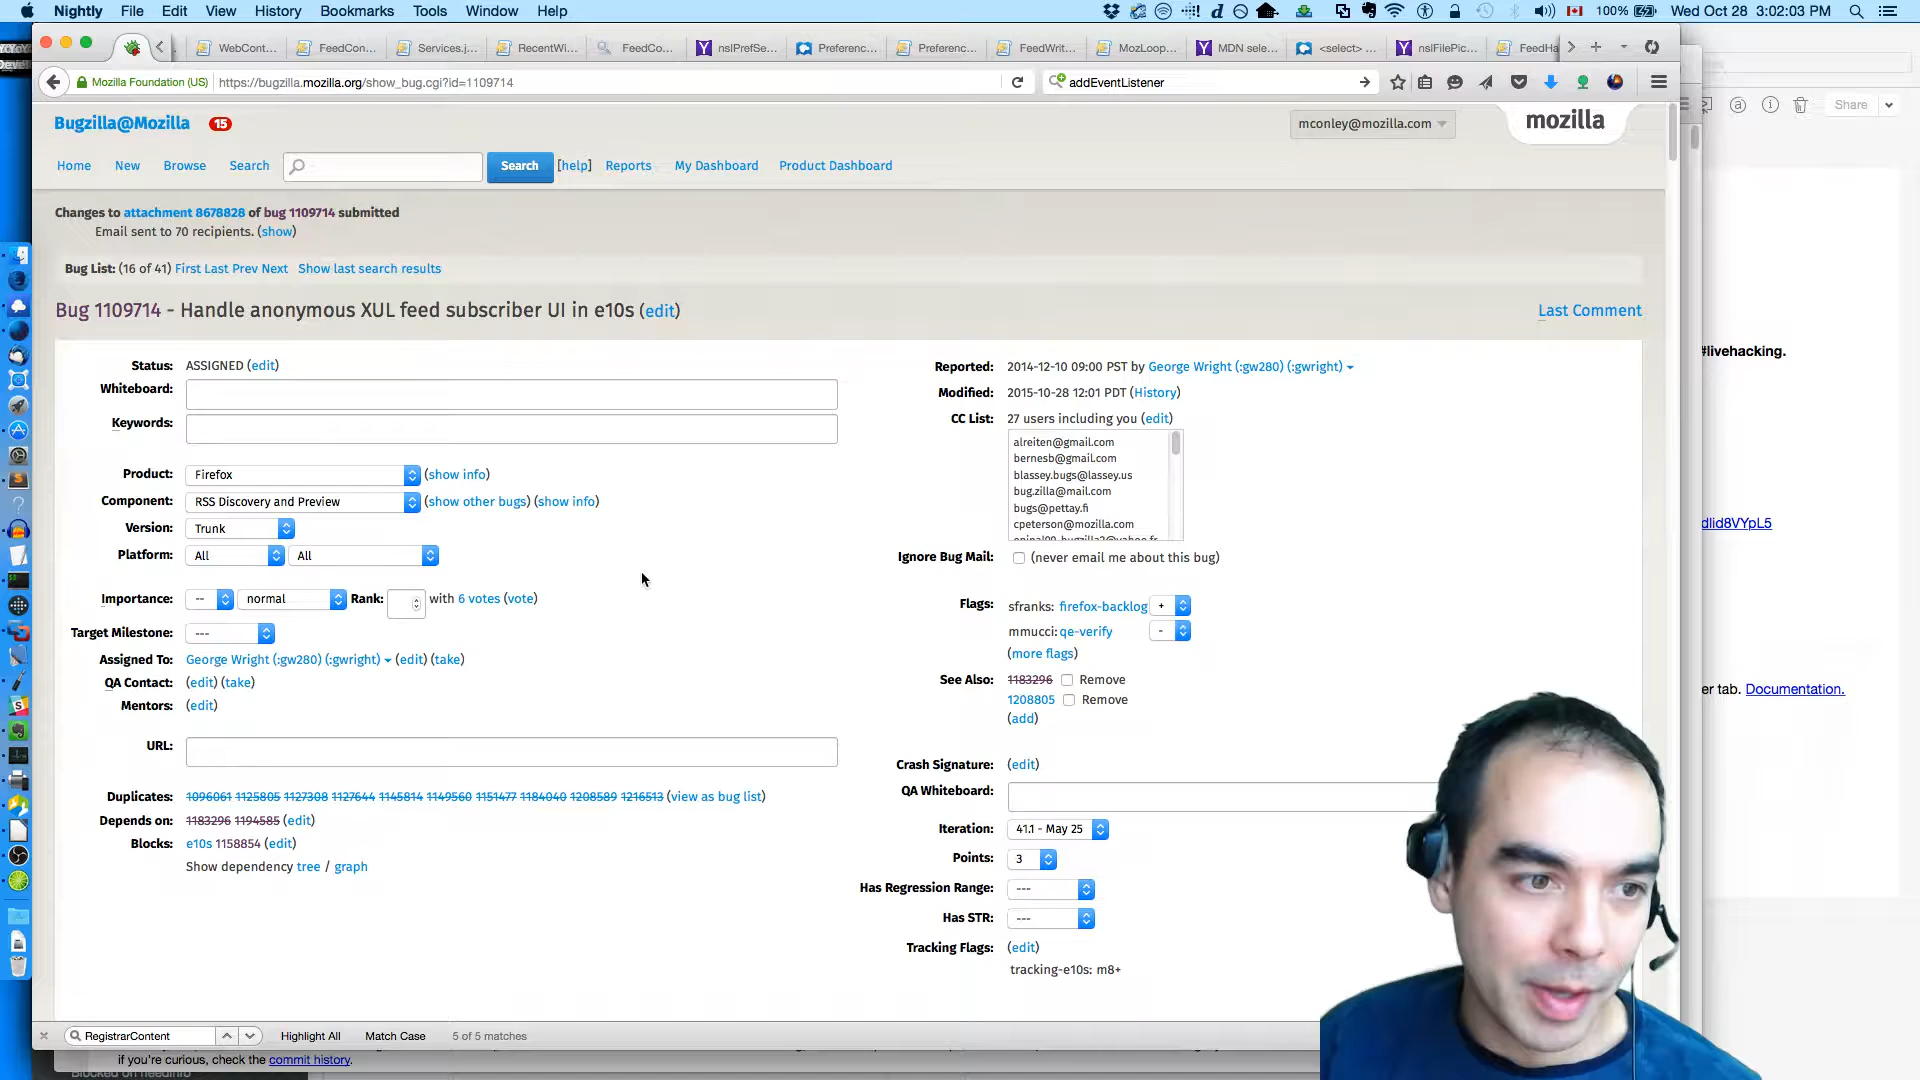 Nightly File Edit View History Bookmarks Tools Window Help 100% Wed Oct 28 3:02:03 PM
WebCont... FeedCon... Services.j... RecentWi... FeedCo... nsIPrefSe... Preferenc... Preferenc... FeedWrit... MozLoop... MDN sele... <select> ... nsIFilePic... FeedHa
Mozilla Foundation (US) https://bugzilla.mozilla.org/show_bug.cgi?id=1109714 addEventListener
Share
Bugzilla@Mozilla 15 mconley@mozilla.com mozilla
Home New Browse Search Search [help] Reports My Dashboard Product Dashboard
Changes to attachment 8678828 of bug 1109714 submitted
Email sent to 70 recipients. (show)
Bug List: (16 of 41) First Last Prev Next Show last search results
Bug 1109714 - Handle anonymous XUL feed subscriber UI in e10s (edit) Last Comment
#livehacking.
Status: ASSIGNED (edit)
Whiteboard:
Keywords:
Product: Firefox (show info)
Component: RSS Discovery and Preview (show other bugs) (show info)
Version: Trunk
Platform: All All
Importance: -- normal Rank: with 6 votes (vote)
Target Milestone: ---
Assigned To: George Wright (:gw280) (:gwright) (edit) (take)
QA Contact: (edit) (take)
Mentors: (edit)
URL:
Duplicates: 1096061 1125805 1127308 1127644 1145814 1149560 1151477 1184040 1208589 1216513 (view as bug list)
Depends on: 1183296 1194585 (edit)
Blocks: e10s 1158854 (edit)
Show dependency tree / graph
Reported: 2014-12-10 09:00 PST by George Wright (:gw280) (:gwright)
Modified: 2015-10-28 12:01 PDT (History)
CC List: 27 users including you (edit)
alreiten@gmail.com
bernesb@gmail.com
blassey.bugs@lassey.us
bug.zilla@mail.com
bugs@pettay.fi
cpeterson@mozilla.com
Ignore Bug Mail: (never email me about this bug)
Flags: sfranks: firefox-backlog +
mmucci: qe-verify -
(more flags)
See Also: 1183296 Remove
1208805 Remove
(add)
Crash Signature: (edit)
QA Whiteboard:
Iteration: 41.1 - May 25
Points: 3
Has Regression Range: ---
Has STR: ---
Tracking Flags: (edit)
tracking-e10s: m8+
dlid8VYpL5
er tab. Documentation.
RegistrarContent Highlight All Match Case 5 of 5 matches
if you're curious, check the commit history.
Blocked on needinfo